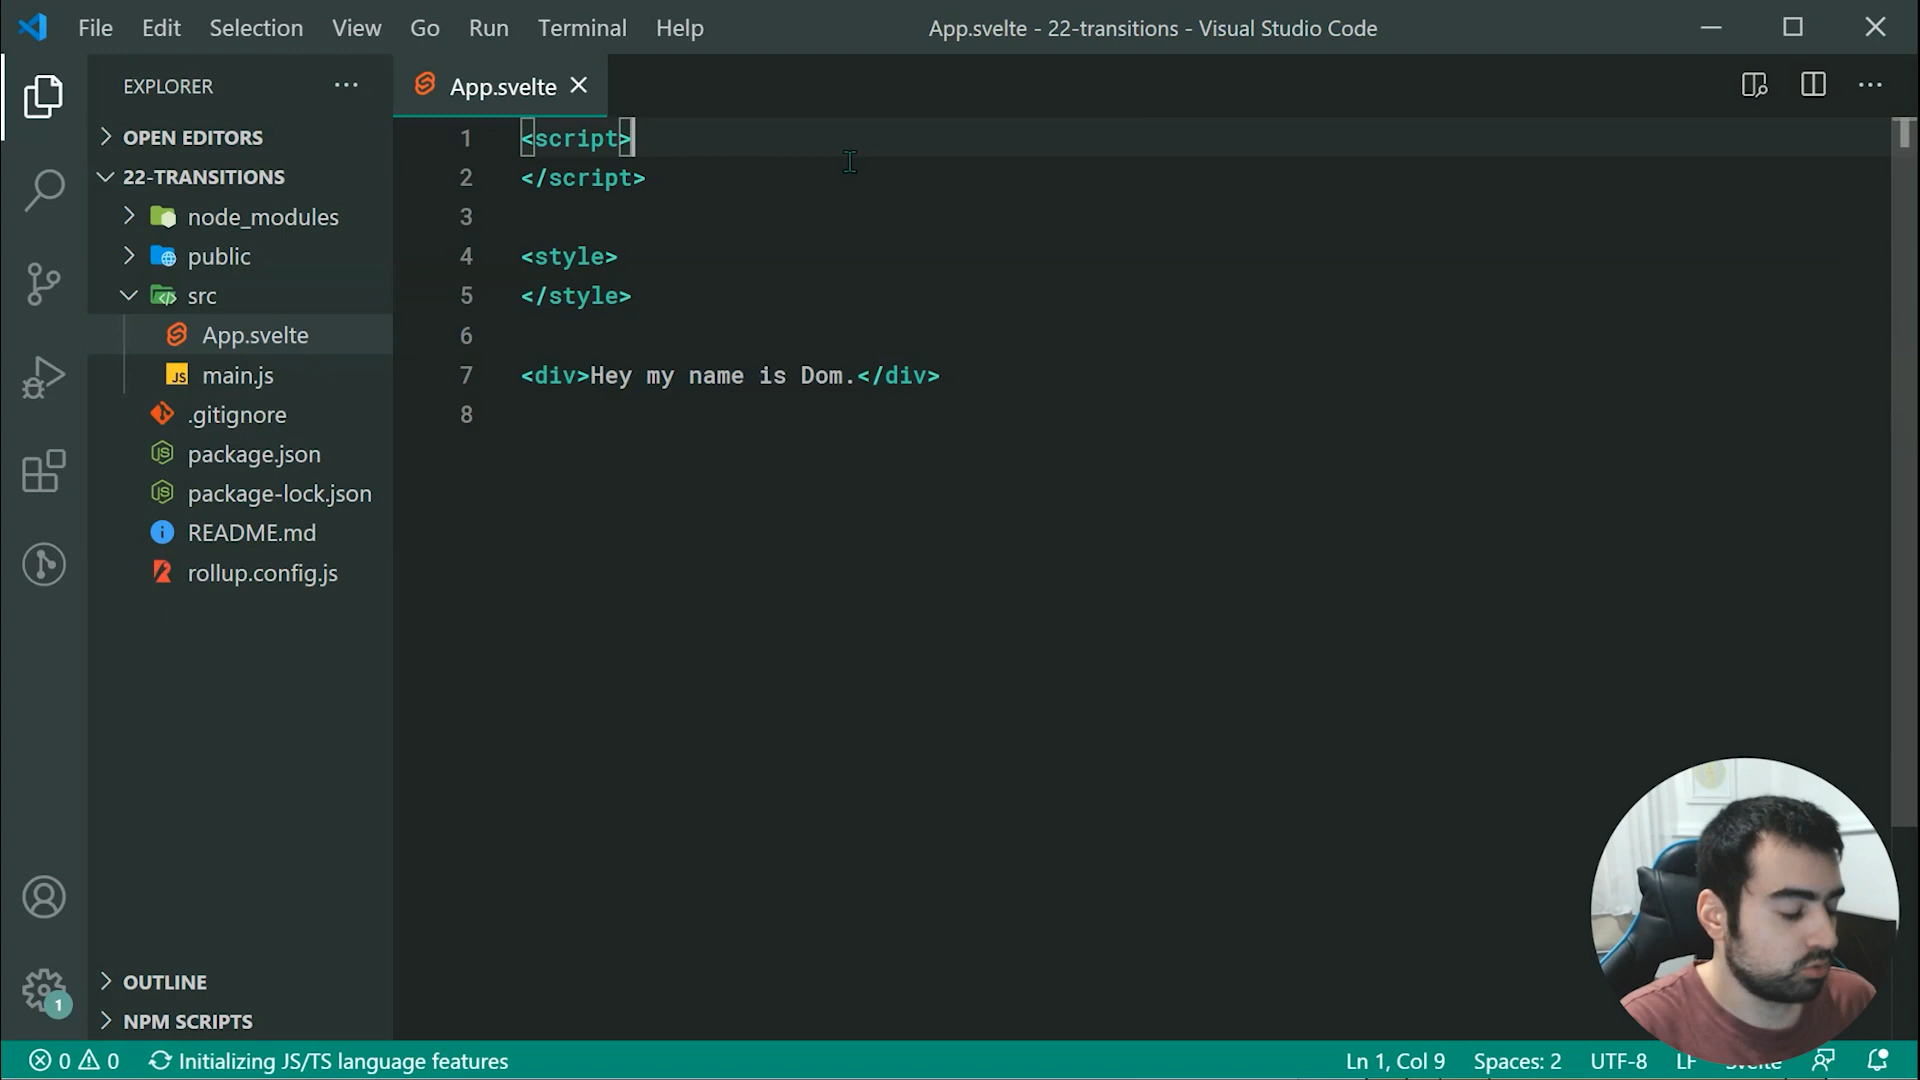 File Edit Selection View Go Run Terminal Help App.svelte - 22-transitions - Visual Studio Code
EXPLORER
OPEN EDITORS
22-TRANSITIONS
node_modules
public
src
App.svelte
main.js
.gitignore
package.json
package-lock.json
README.md
rollup.config.js
OUTLINE
NPM SCRIPTS
App.svelte
1 <script>
2 </script>
3
4 <style>
5 </style>
6
7 <div>Hey my name is Dom.</div>
8
1
0 0 Initializing JS/TS language features Ln 1, Col 9 Spaces: 2 UTF-8 LF Svelte